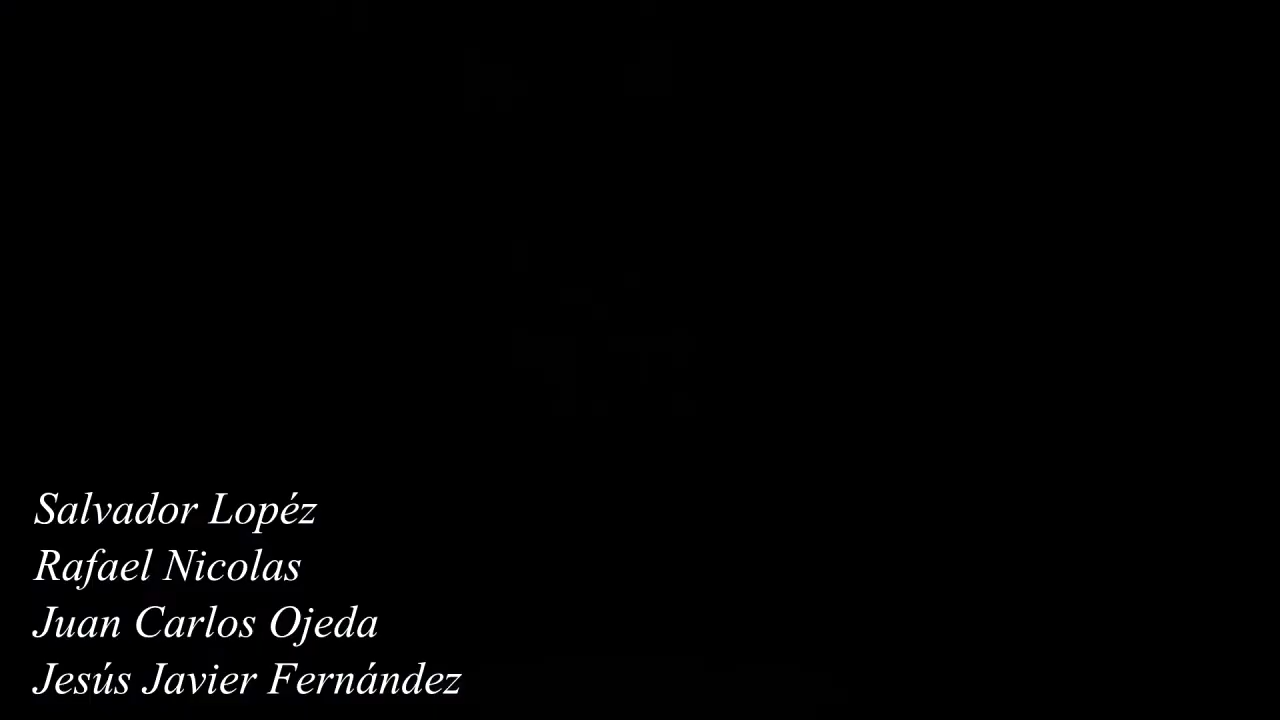 Salvador Lopéz
Rafael Nicolas
Juan Carlos Ojeda
Jesús Javier Fernández